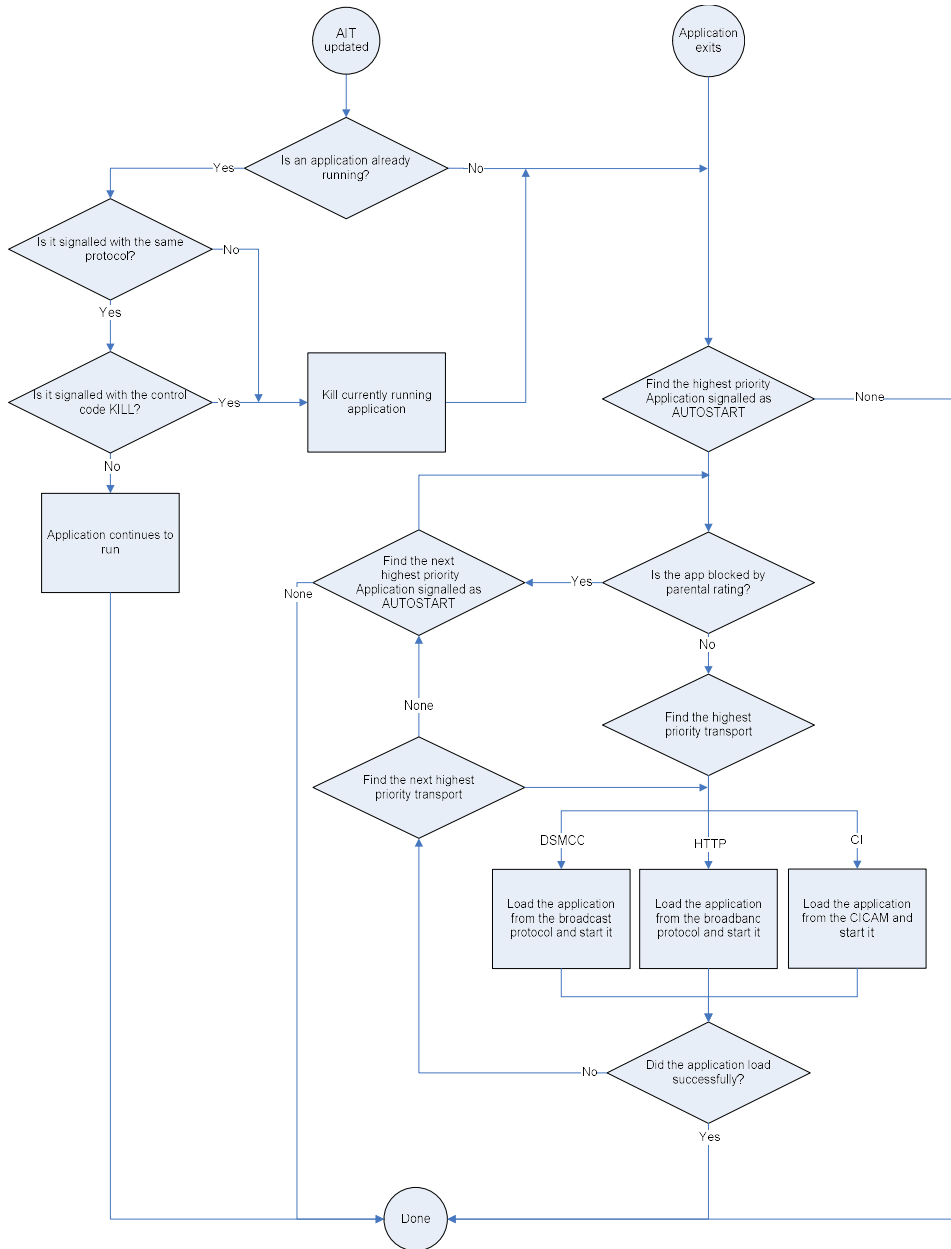 AIT
updated
Application
exits
Is an application already
running?
Yes
No
Is it signalled with the same
protocol?
No
Yes
Is it signalled with the control
code KILL?
Yes
Kill currently running
application
Find the highest priority
Application signalled as
AUTOSTART
None
No
Application continues to
run
Find the next
highest priority
Application signalled as
AUTOSTART
None
Yes
Is the app blocked by
parental rating?
No
None
Find the highest
priority transport
Find the next highest
priority transport
DSMCC
HTTP
CI
Load the application
from the broadcast
protocol and start it
Load the application
from the broadbanc
protocol and start it
Load the application
from the CICAM and
start it
No
Did the application load
successfully?
Yes
Done